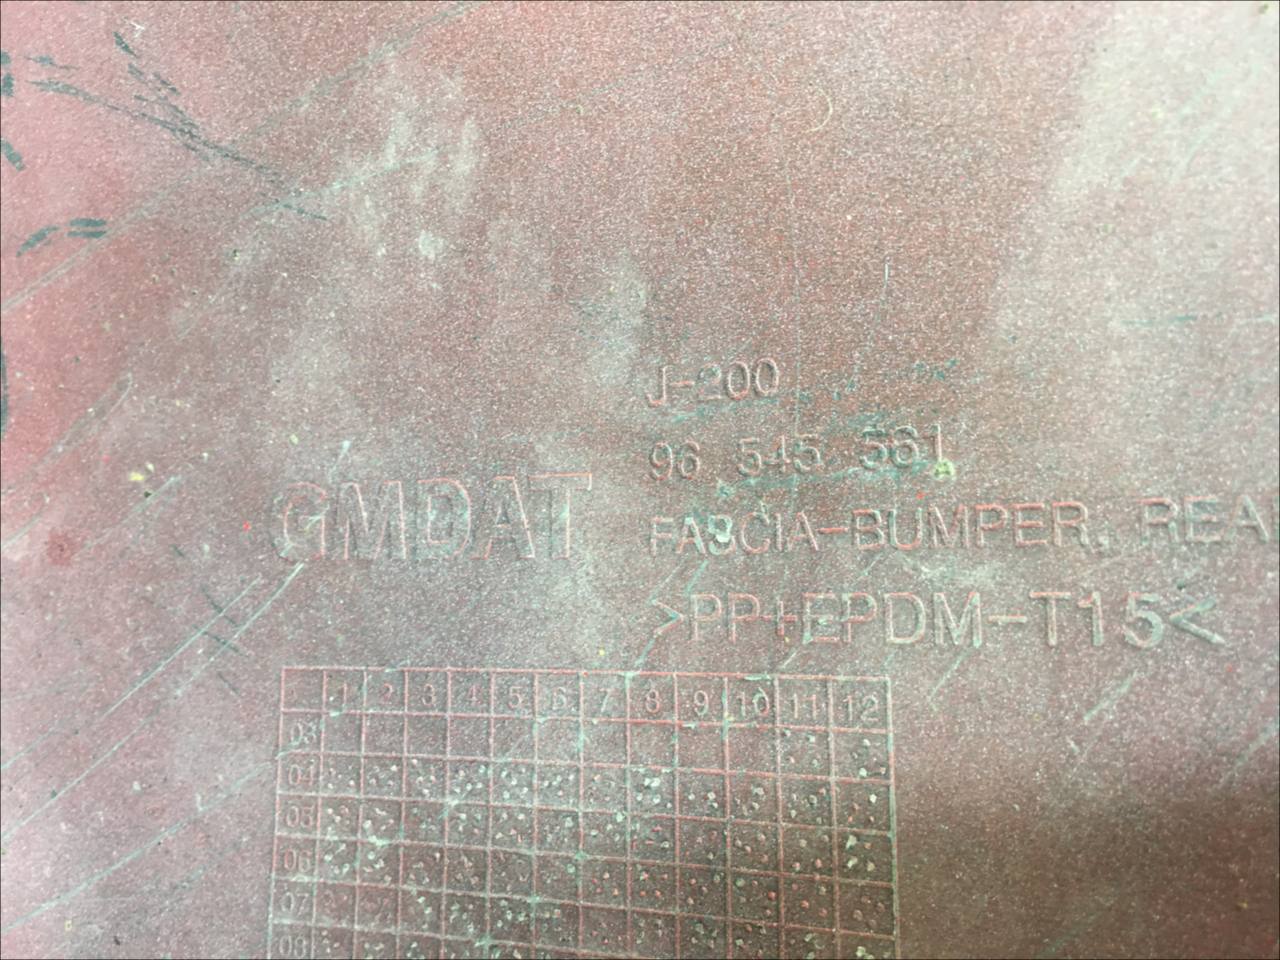 J-200
96 545 561
GMDAT
FASCIA-BUMPER, REA
>PP+EPDM-T15<
1 2 3 4 5 6 7 8 9 10 11 12
03
04
05
06
07
08